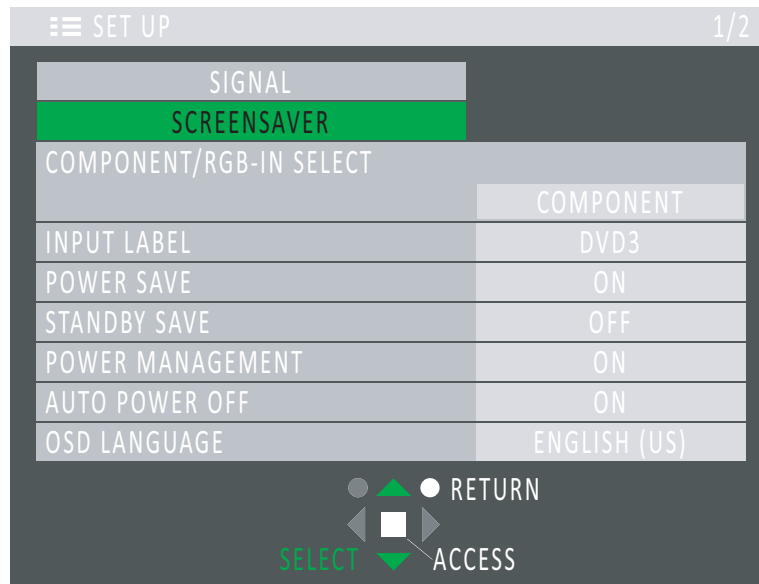 SET UP 1/2
SIGNAL
SCREENSAVER
COMPONENT/RGB-IN SELECT
COMPONENT
INPUT LABEL DVD3
POWER SAVE ON
STANDBY SAVE OFF
POWER MANAGEMENT ON
AUTO POWER OFF ON
OSD LANGUAGE ENGLISH (US)
RETURN
SELECT ACCESS